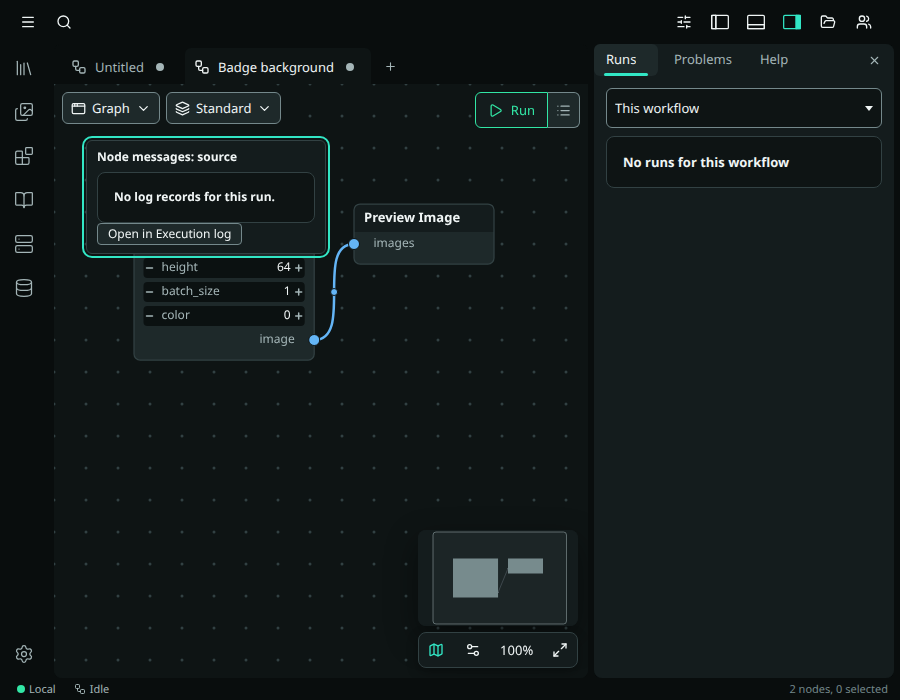 Untitled
Badge background
Runs
Problems
Help
Graph
Standard
Run
This workflow
No runs for this workflow
Node messages: source
No log records for this run.
Open in Execution log
Preview Image
images
height
64
batch_size
1
color
0
image
100%
Local
Idle
2 nodes, 0 selected